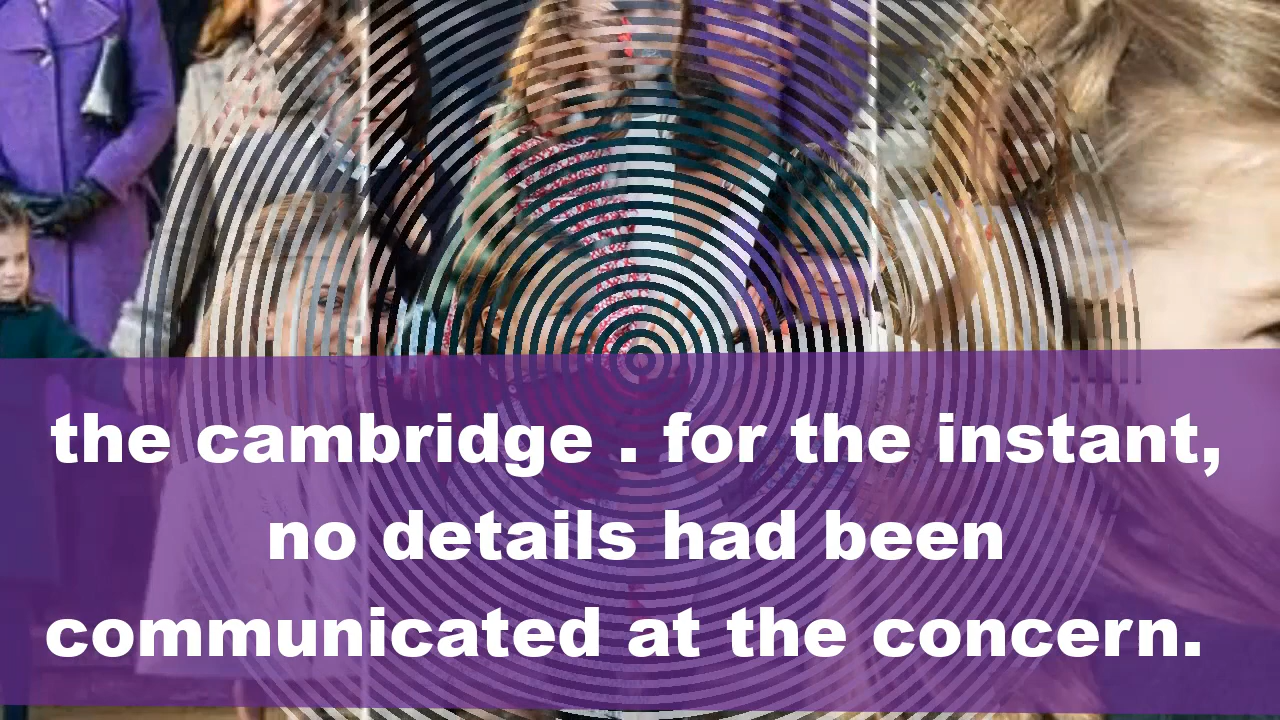 the cambridge . for the instant,
no details had been
communicated at the concern.